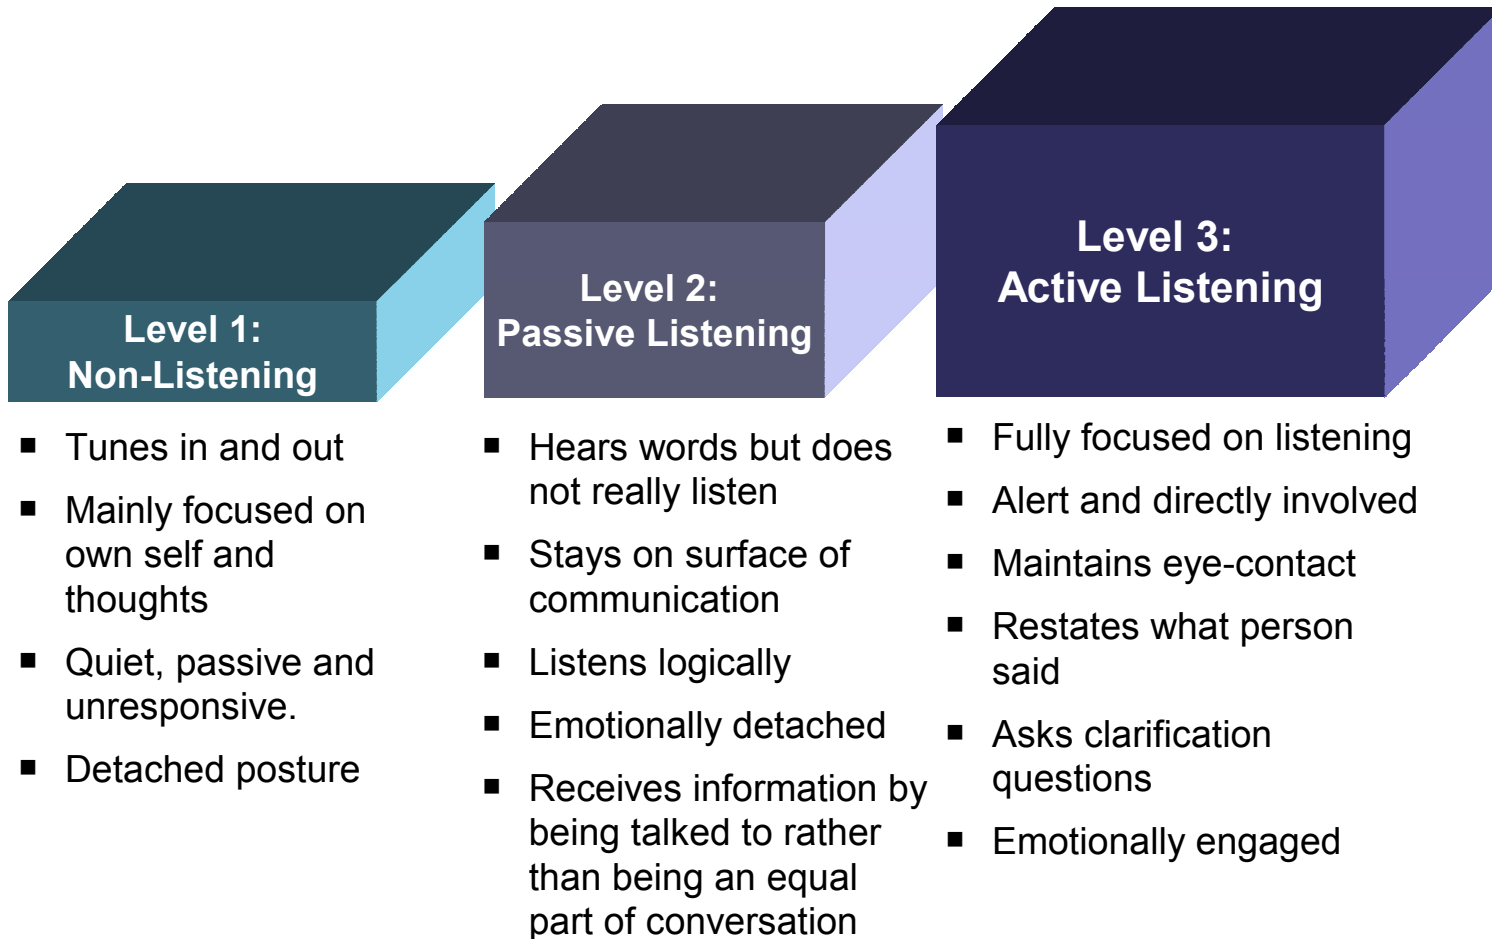 Level 1:
Non-Listening
■ Tunes in and out
■ Mainly focused on
own self and
thoughts
■ Quiet, passive and
unresponsive.
■ Detached posture
Level 2:
Passive Listening
■ Hears words but does
not really listen
■ Stays on surface of
communication
■ Listens logically
■ Emotionally detached
■ Receives information by
being talked to rather
than being an equal
part of conversation
Level 3:
Active Listening
■ Fully focused on listening
■ Alert and directly involved
■ Maintains eye-contact
■ Restates what person
said
■ Asks clarification
questions
■ Emotionally engaged